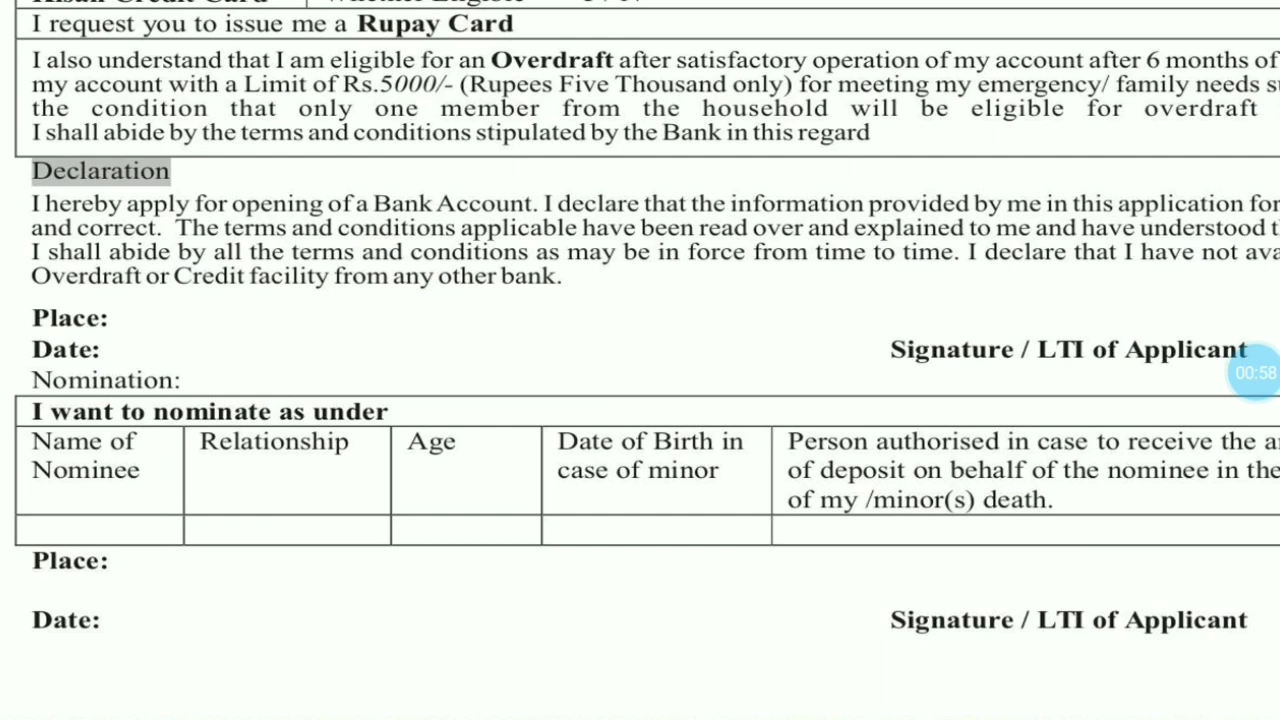 I request you to issue me a Rupay Card
I also understand that I am eligible for an Overdraft after satisfactory operation of my account after 6 months of
my account with a Limit of Rs.5000/- (Rupees Five Thousand only) for meeting my emergency/ family needs
the condition that only one member from the household will be eligible for overdraft
I shall abide by the terms and conditions stipulated by the Bank in this regard
Declaration
I hereby apply for opening of a Bank Account. I declare that the information provided by me in this application
and correct. The terms and conditions applicable have been read over and explained to me and have understood
I shall abide by all the terms and conditions as may be in force from time to time. I declare that I have not
Overdraft or Credit facility from any other bank.
Place:
Date: Signature / LTI of Applicant
00:58
Nomination:
I want to nominate as under
Name of Nominee
Relationship
Age
Date of Birth in
case of minor
Person authorised in case to receive the
of deposit on behalf of the nominee in the
of my /minor(s) death.
Place:
Date: Signature / LTI of Applicant